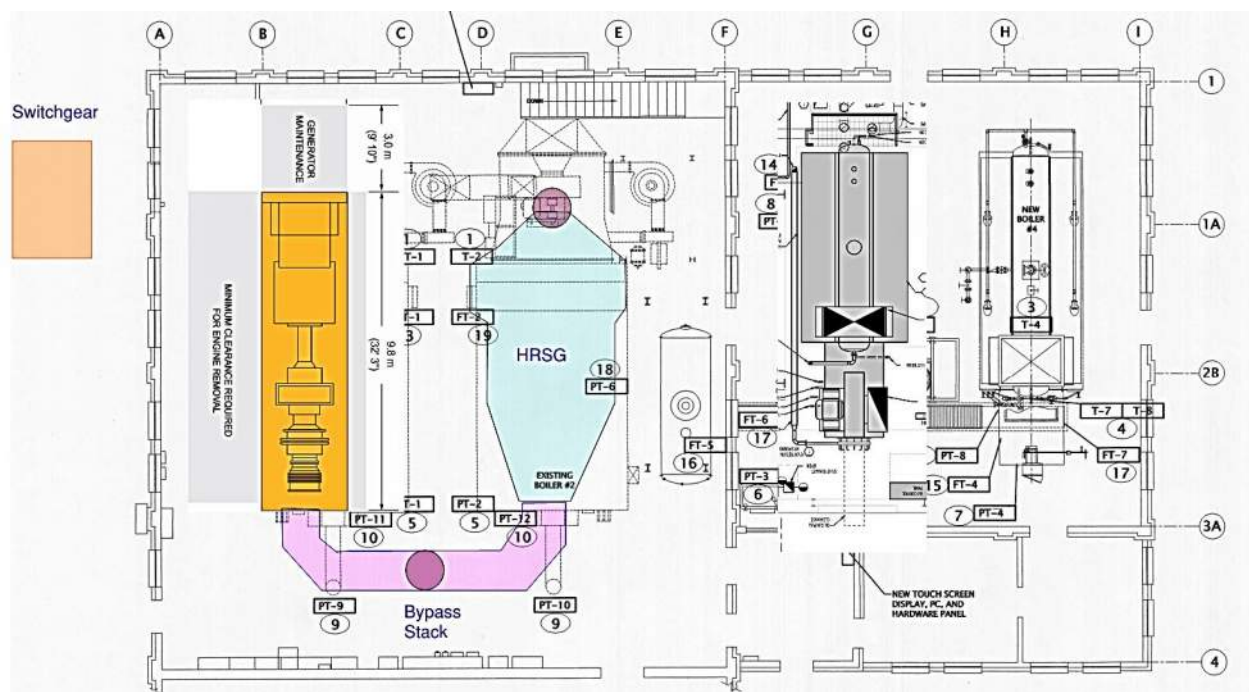 A
B
C
D
E
F
G
H
I
1
Switchgear
GENERATOR
MAINTENANCE
3.0 m
(9' 10")
DOWN
14
F
8
PT-
NEW
BOILER
#4
1A
1
T-1
1
T-2
MINIMUM CLEARANCE REQUIRED
FOR ENGINE REMOVAL
9.8 m
(32' 3")
3
T-4
FT-2
19
HRSG
18
PT-6
2B
T-7
T-8
4
FT-6
17
FT-5
16
PT-8
FT-7
17
EXISTING
BOILER #2
PT-3
6
15
FT-4
7
PT-4
T-1
5
PT-2
5
PT-11
10
PT-12
10
3A
PT-9
9
PT-10
9
Bypass
Stack
NEW TOUCH SCREEN
DISPLAY, PC, AND
HARDWARE PANEL
4